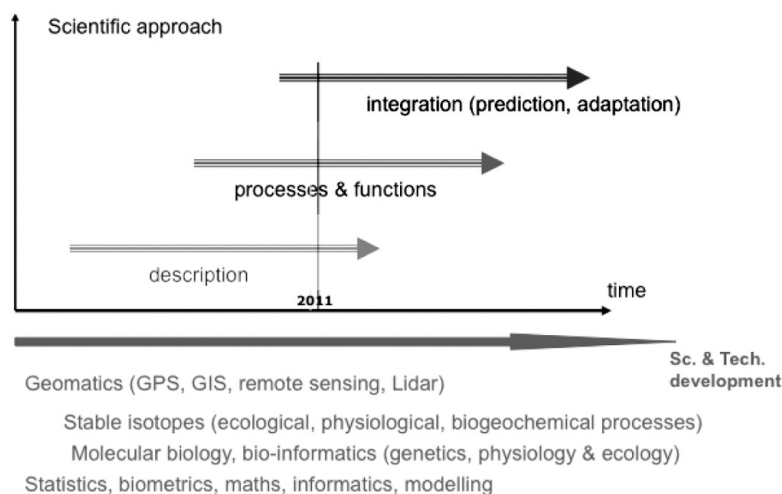 Scientific approach
integration (prediction, adaptation)
processes & functions
description
2011
time
Sc. & Tech.
development
Geomatics (GPS, GIS, remote sensing, Lidar)
Stable isotopes (ecological, physiological, biogeochemical processes)
Molecular biology, bio-informatics (genetics, physiology & ecology)
Statistics, biometrics, maths, informatics, modelling